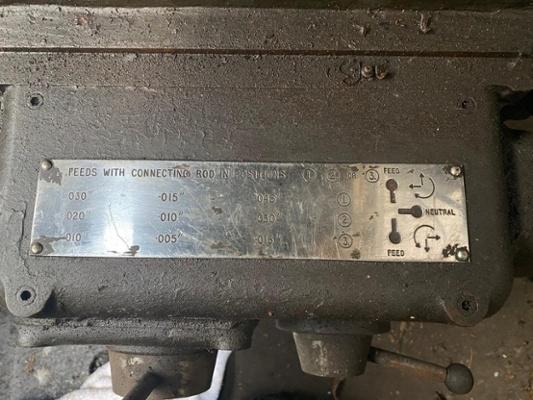 FEEDS WITH CONNECTING ROD IN POSITIONS ① ② OR ③
FEED
.030" .015" .045" ①
.020" .010" .030" ②
NEUTRAL
.010" .005" .015" ③
FEED